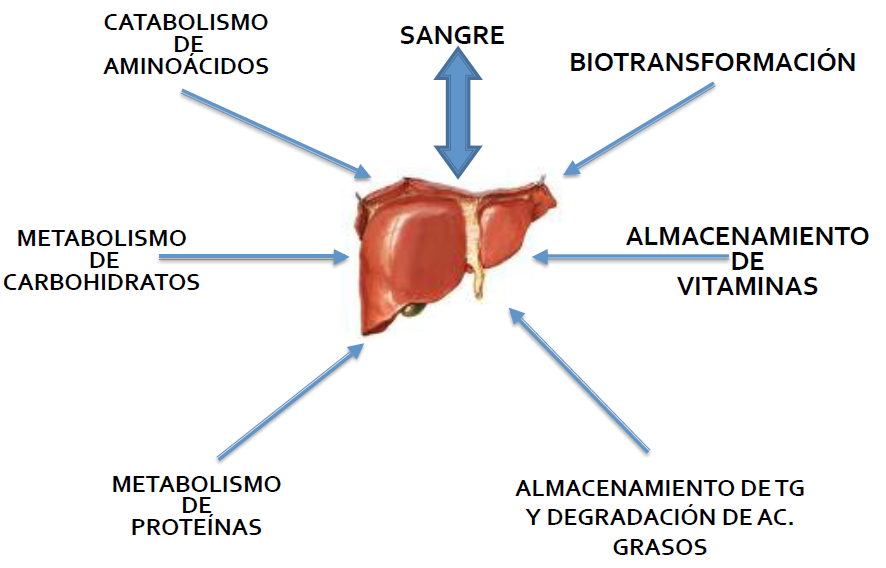 CATABOLISMO
DE
AMINOÁCIDOS
SANGRE
BIOTRANSFORMACIÓN
METABOLISMO
DE
CARBOHIDRATOS
ALMACENAMIENTO
DE
VITAMINAS
METABOLISMO
DE
PROTEÍNAS
ALMACENAMIENTO DE TG
Y DEGRADACIÓN DE AC.
GRASOS